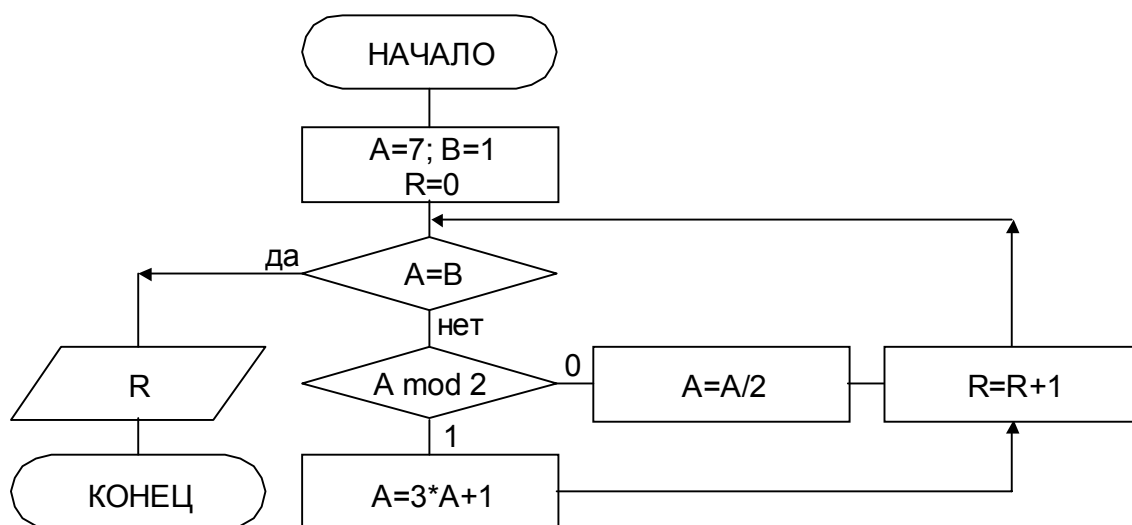 НАЧАЛО
A=7; B=1
R=0
да
A=B
нет
R
A mod 2
0
A=A/2
R=R+1
1
КОНЕЦ
A=3*A+1